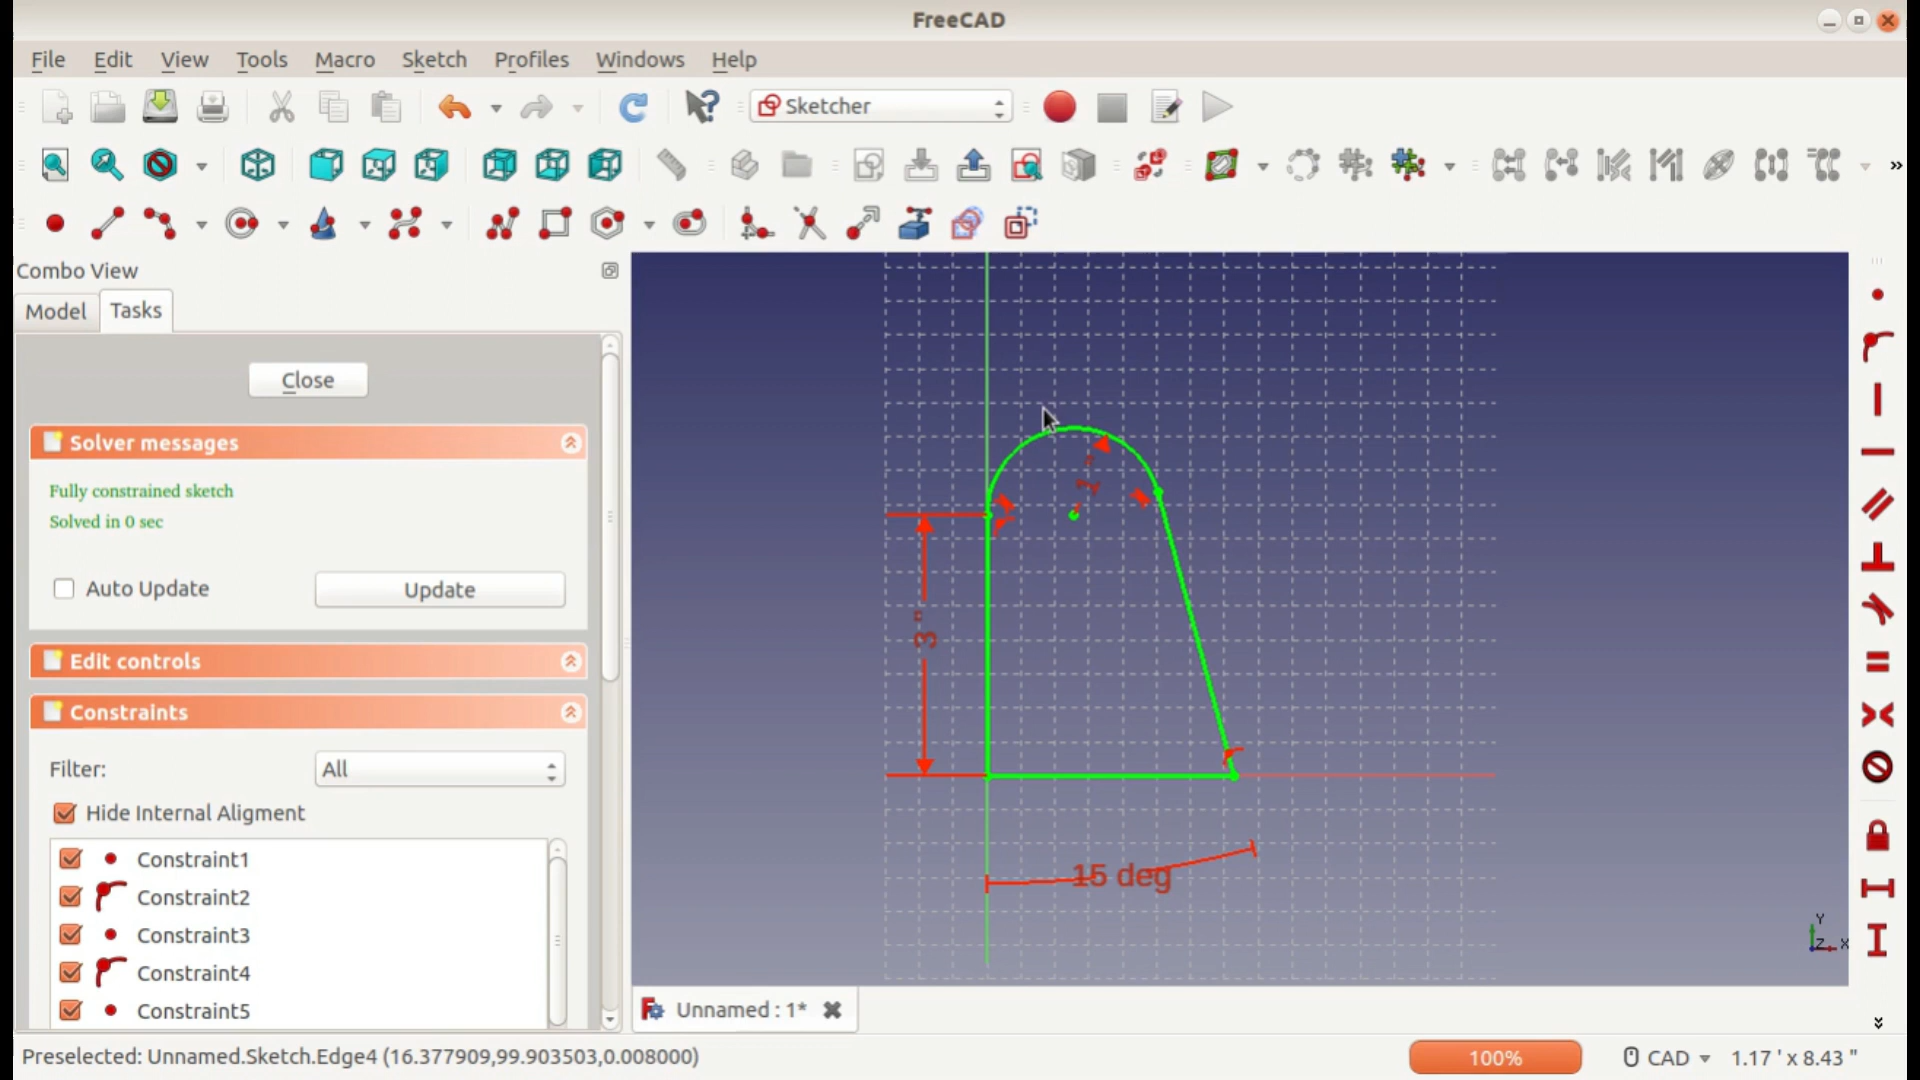 FreeCAD
File Edit View Tools Macro Sketch Profiles Windows Help
Sketcher
Combo View
Model Tasks
Close
Solver messages
Fully constrained sketch
Solved in 0 sec
Auto Update Update
Edit controls
Constraints
Filter: All
Hide Internal Aligment
Constraint1
Constraint2
Constraint3
Constraint4
Constraint5
1 "
3 "
15 deg
Y
Z X
Unnamed : 1*
Preselected: Unnamed.Sketch.Edge4 (16.377909,99.903503,0.008000)
100% CAD 1.17 ' x 8.43 "